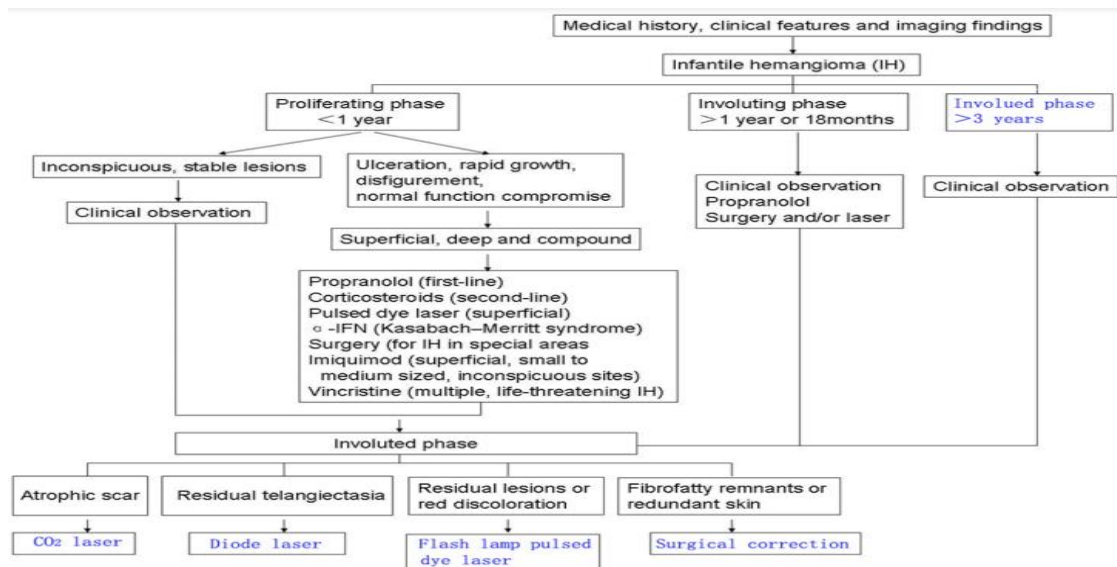 Medical history, clinical features and imaging findings
Infantile hemangioma (IH)
Proliferating phase
<1 year
Involuting phase
>1 year or 18months
Involued phase
>3 years
Inconspicuous, stable lesions
Ulceration, rapid growth,
disfigurement,
normal function compromise
Clinical observation
Propranolol
Surgery and/or laser
Clinical observation
Clinical observation
Superficial, deep and compound
Propranolol (first-line)
Corticosteroids (second-line)
Pulsed dye laser (superficial)
α-IFN (Kasabach–Merritt syndrome)
Surgery (for IH in special areas
Imiquimod (superficial, small to
medium sized, inconspicuous sites)
Vincristine (multiple, life-threatening IH)
Involuted phase
Atrophic scar
Residual telangiectasia
Residual lesions or
red discoloration
Fibrofatty remnants or
redundant skin
CO2 laser
Diode laser
Flash lamp pulsed
dye laser
Surgical correction